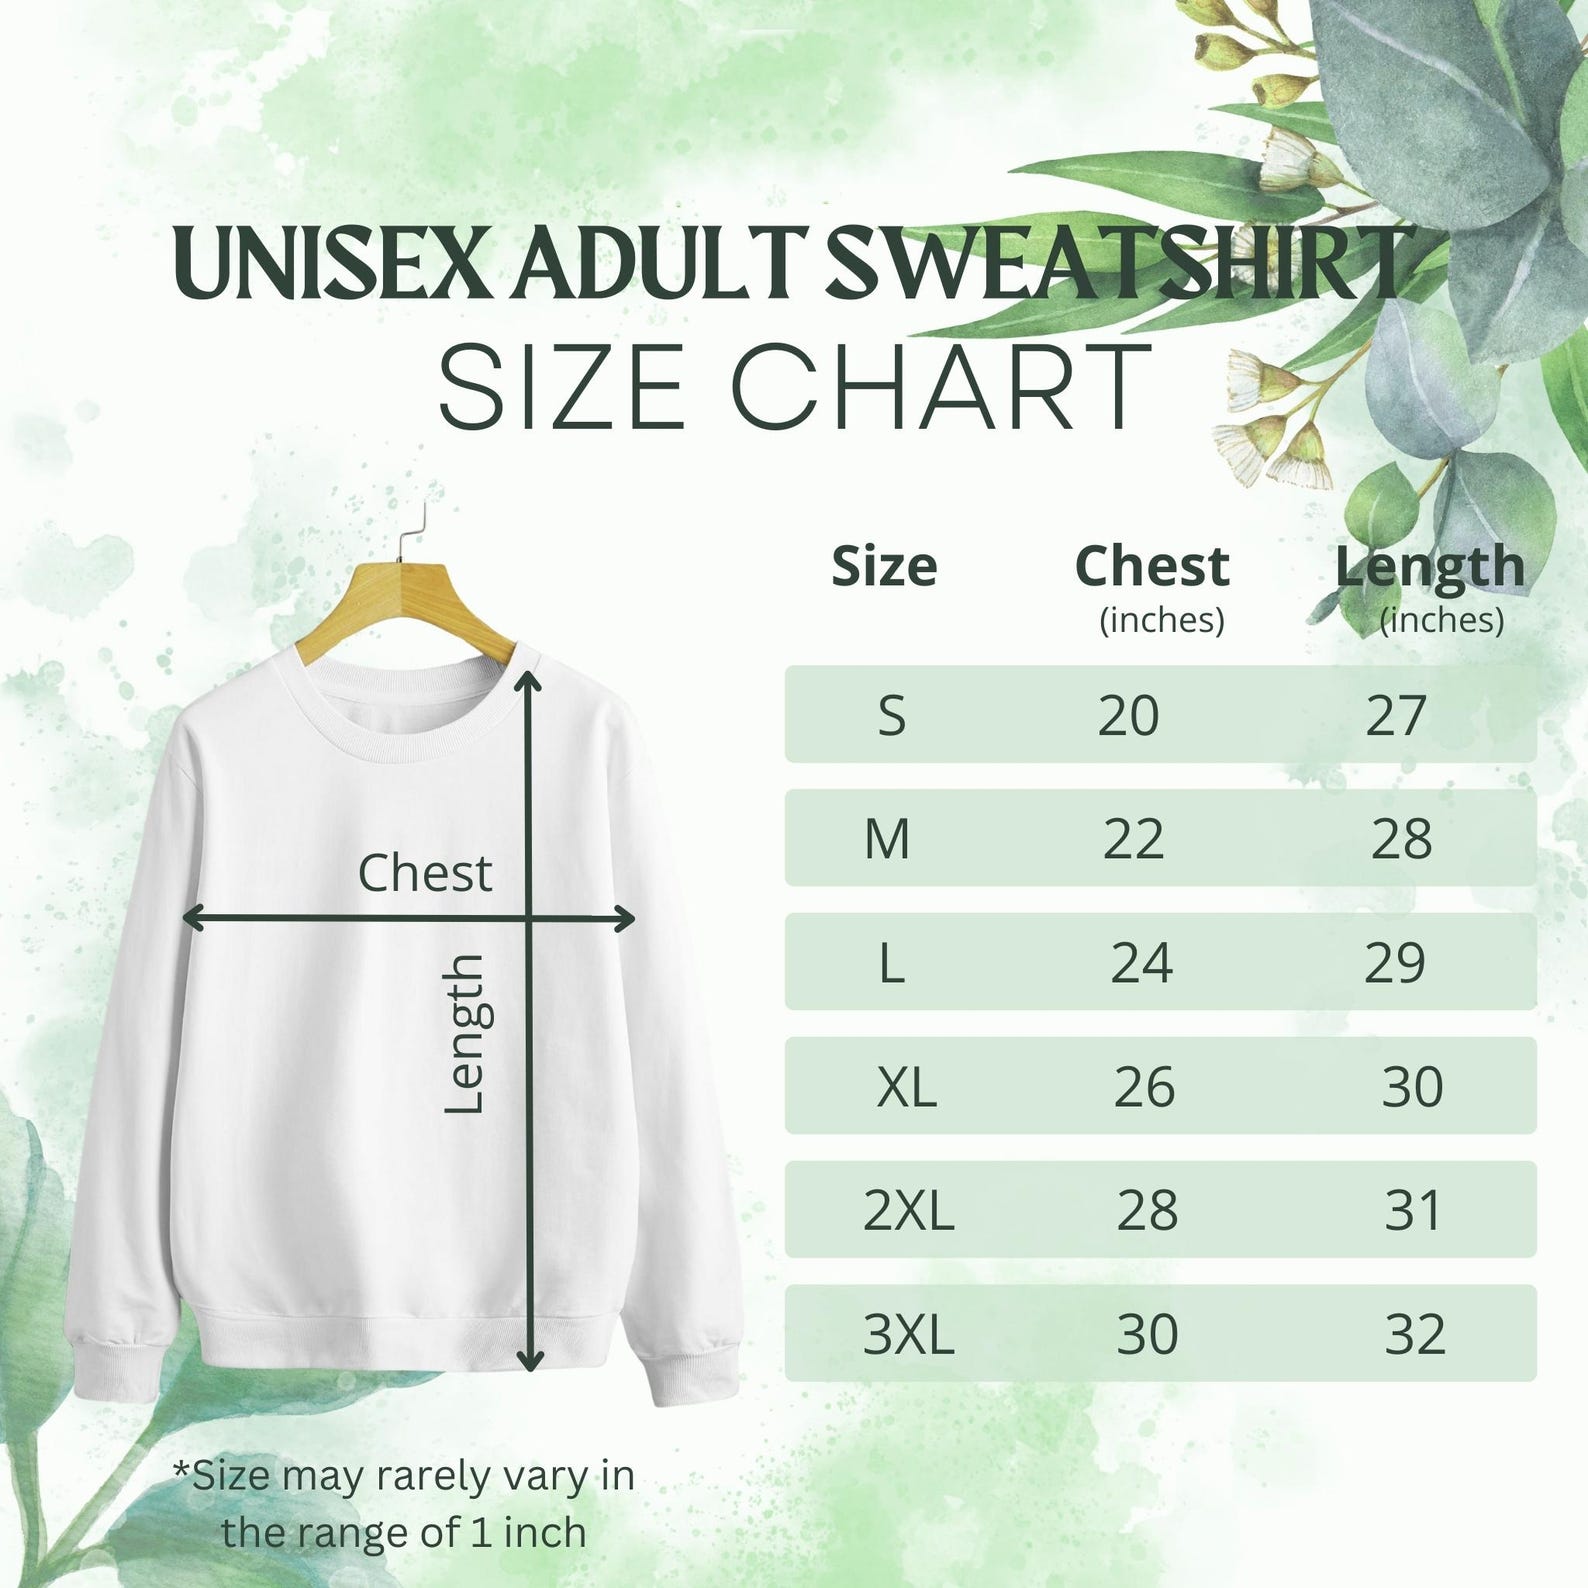 UNISEX ADULT SWEATSHIRT
SIZE CHART
Size Chest Length
(inches) (inches)
S 20 27
M 22 28
L 24 29
XL 26 30
2XL 28 31
3XL 30 32
Chest
Length
*Size may rarely vary in
the range of 1 inch